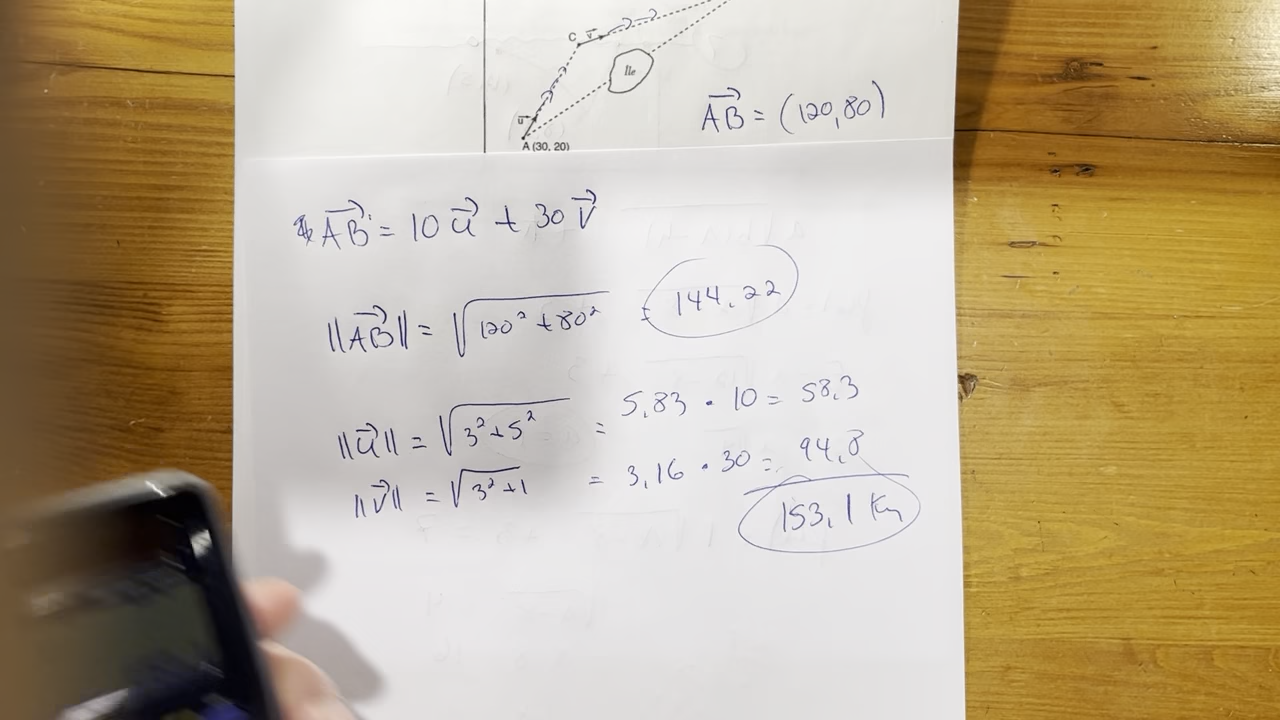 C v⃗
Ile
u⃗
A (30, 20)
AB⃗ = (120, 80)
AB⃗ = 10 u⃗ + 30 v⃗
||AB⃗|| = √(120² + 80²) = 144.22
||u⃗|| = √(3² + 5²) = 5,83 · 10 = 58,3
||v⃗|| = √(3² + 1) = 3,16 · 30 = 94,8
153,1 Km